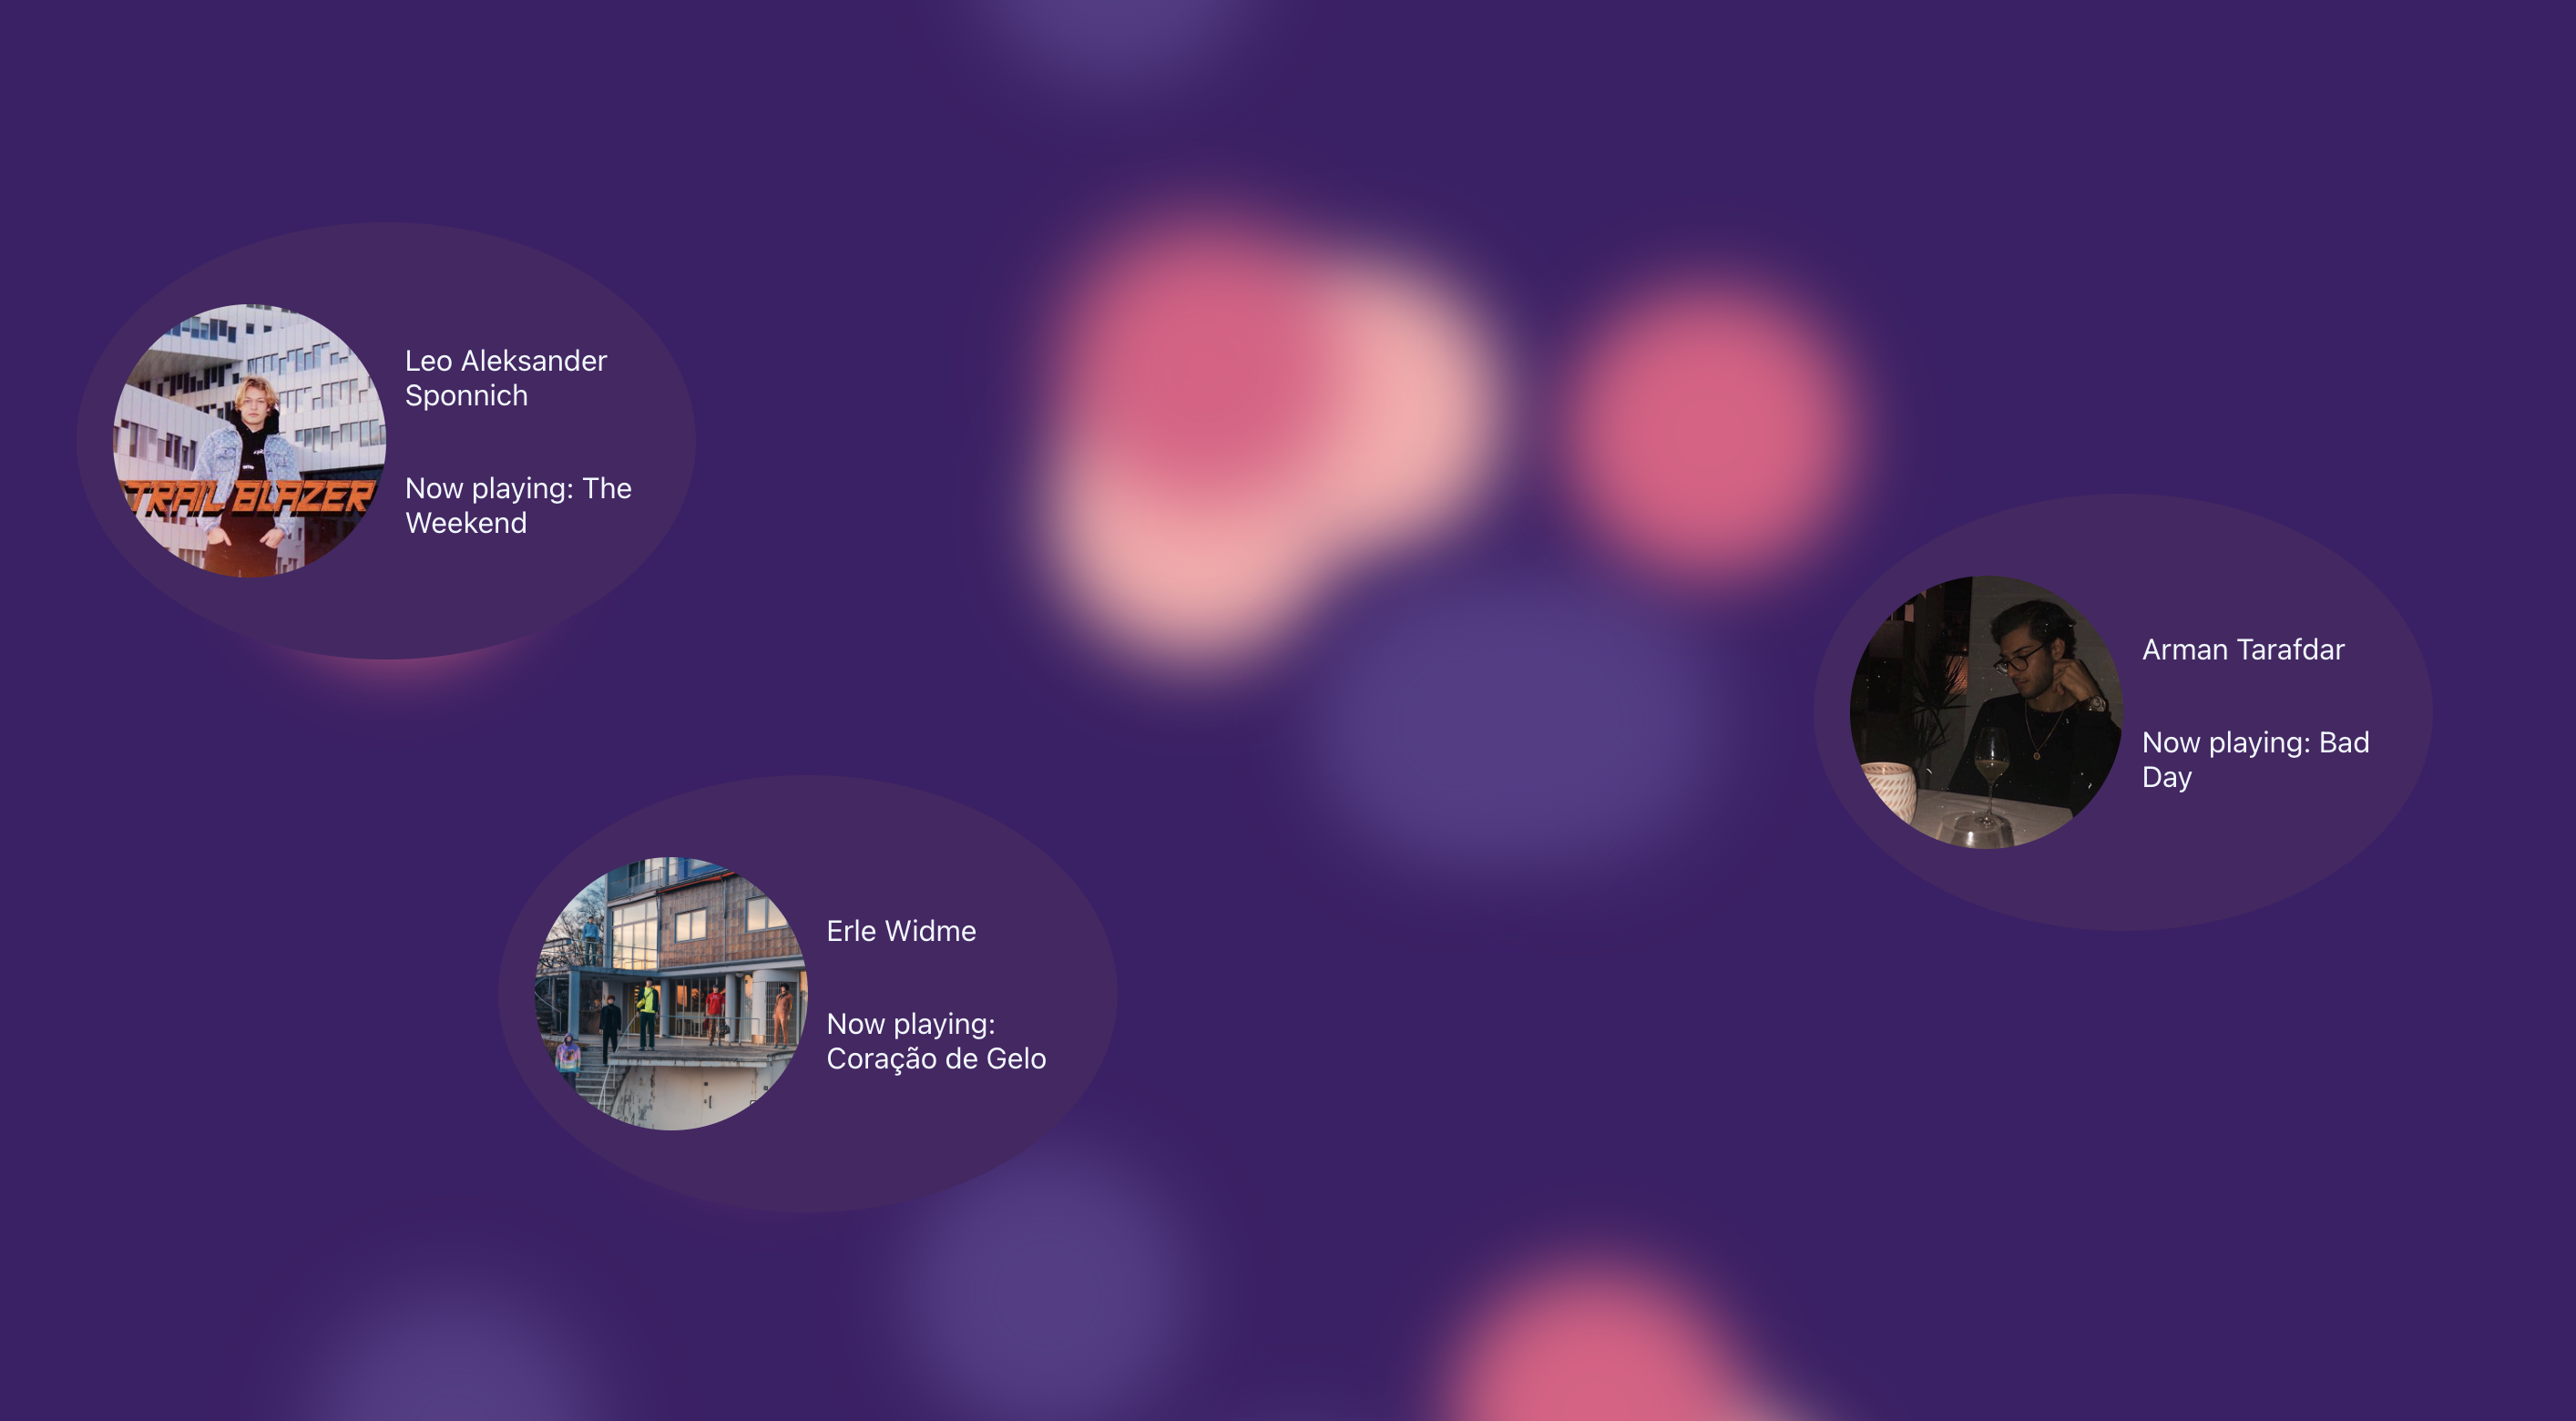 Leo Aleksander
Sponnich
Now playing: The
Weekend
TRAIL BLAZER
Arman Tarafdar
Now playing: Bad
Day
Erle Widme
Now playing:
Coração de Gelo